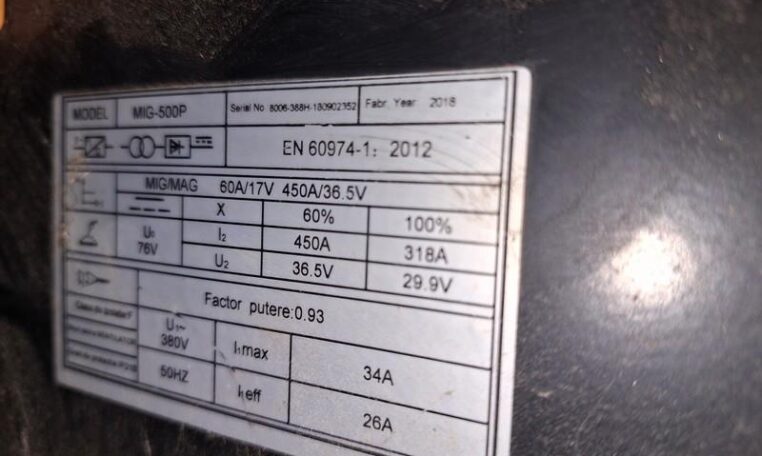 MODEL MIG-500P Serial No 8006-388H-180902352 Fabr. Year 2018
EN 60974-1: 2012
MIG/MAG 60A/17V 450A/36.5V
X 60% 100%
U₀ 76V I₂ 450A 318A
U₂ 36.5V 29.9V
Factor putere:0.93
U₁~ 380V I₁max 34A
50HZ I₁eff 26A